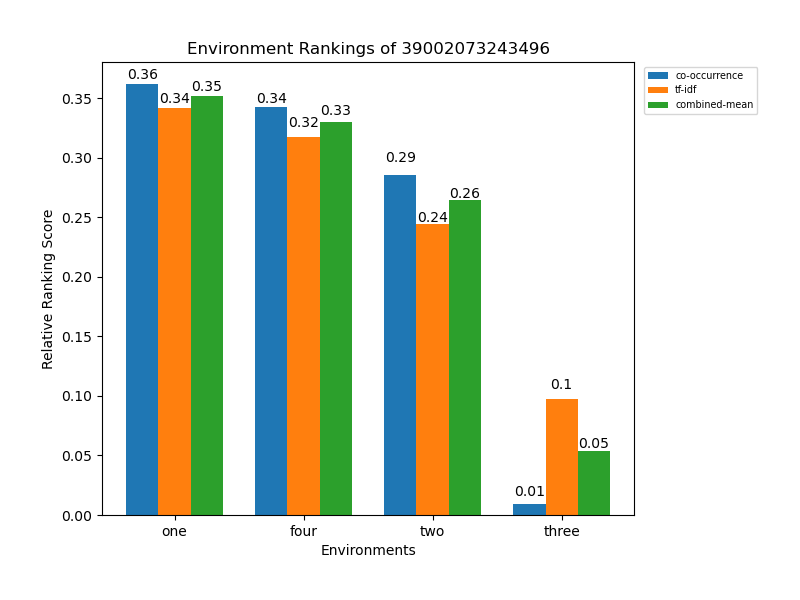 Environment Rankings of 39002073243496
co-occurrence
tf-idf
combined-mean
0.36
0.34
0.35
0.34
0.32
0.33
0.29
0.24
0.26
0.01
0.1
0.05
Relative Ranking Score
0.35
0.30
0.25
0.20
0.15
0.10
0.05
0.00
one four two three
Environments